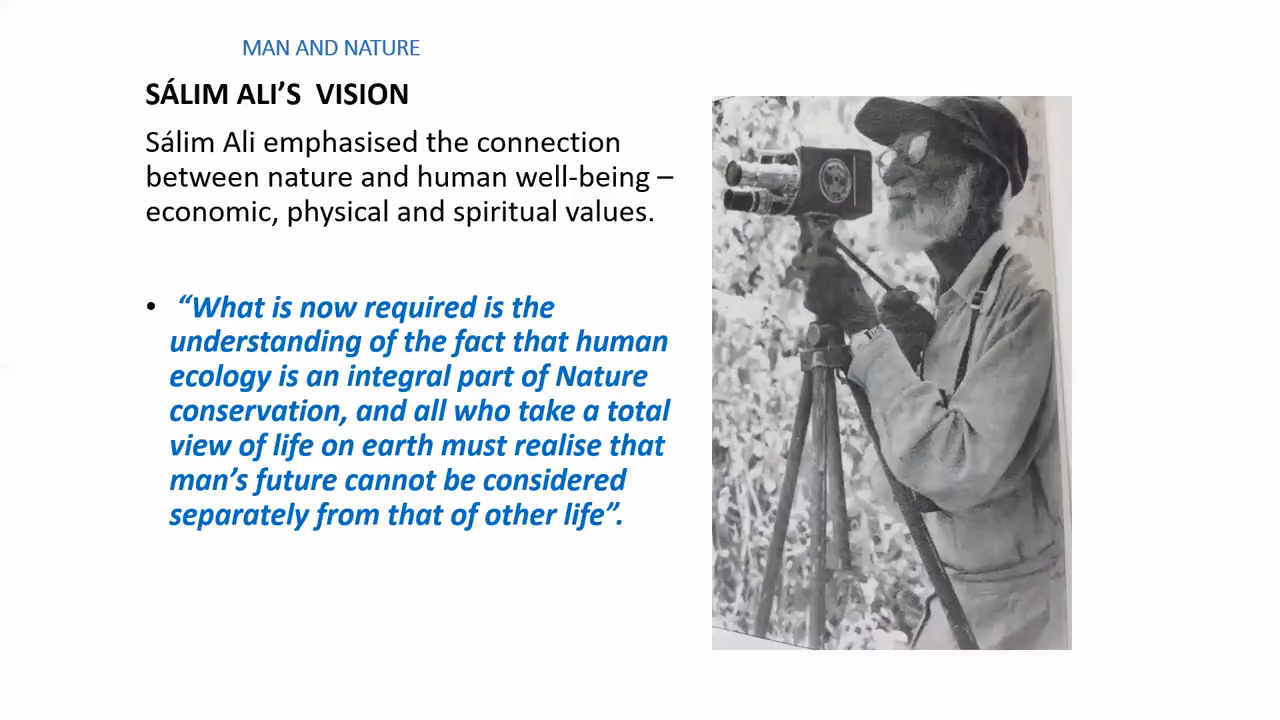 MAN AND NATURE
SÁLIM ALI’S  VISION
Sálim Ali emphasised the connection
between nature and human well-being –
economic, physical and spiritual values.
• “What is now required is the
understanding of the fact that human
ecology is an integral part of Nature
conservation, and all who take a total
view of life on earth must realise that
man’s future cannot be considered
separately from that of other life”.